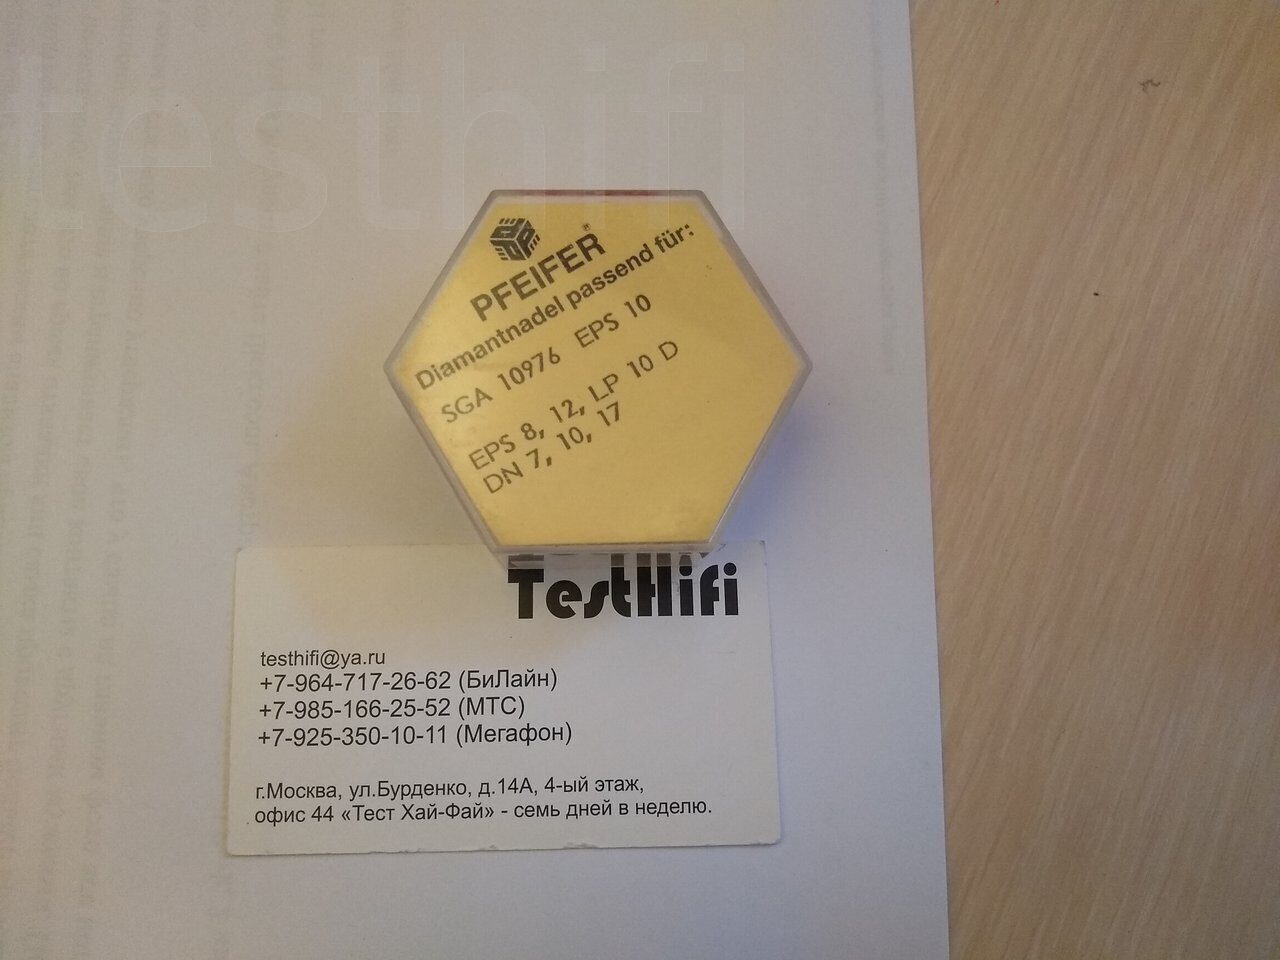 testhifi
PFEIFER®
Diamantnadel passend für:
SGA 10976 EPS 10
EPS 8, 12, LP 10 D
DN 7, 10, 17
TestHifi
testhifi@ya.ru
+7-964-717-26-62 (БиЛайн)
+7-985-166-25-52 (МТС)
+7-925-350-10-11 (Мегафон)
г.Москва, ул.Бурденко, д.14А, 4-ый этаж,
офис 44 «Тест Хай-Фай» - семь дней в неделю.